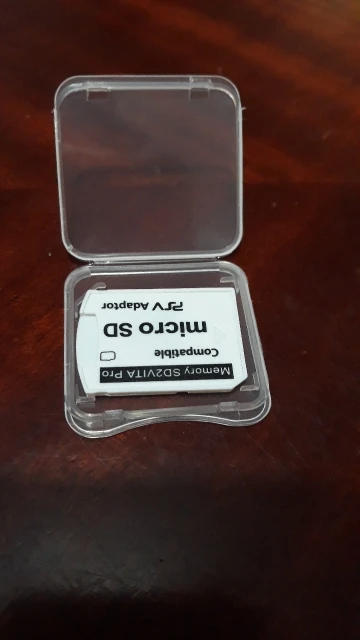 Memory SD2VITA Pro
Compatible
micro SD
PSV Adaptor